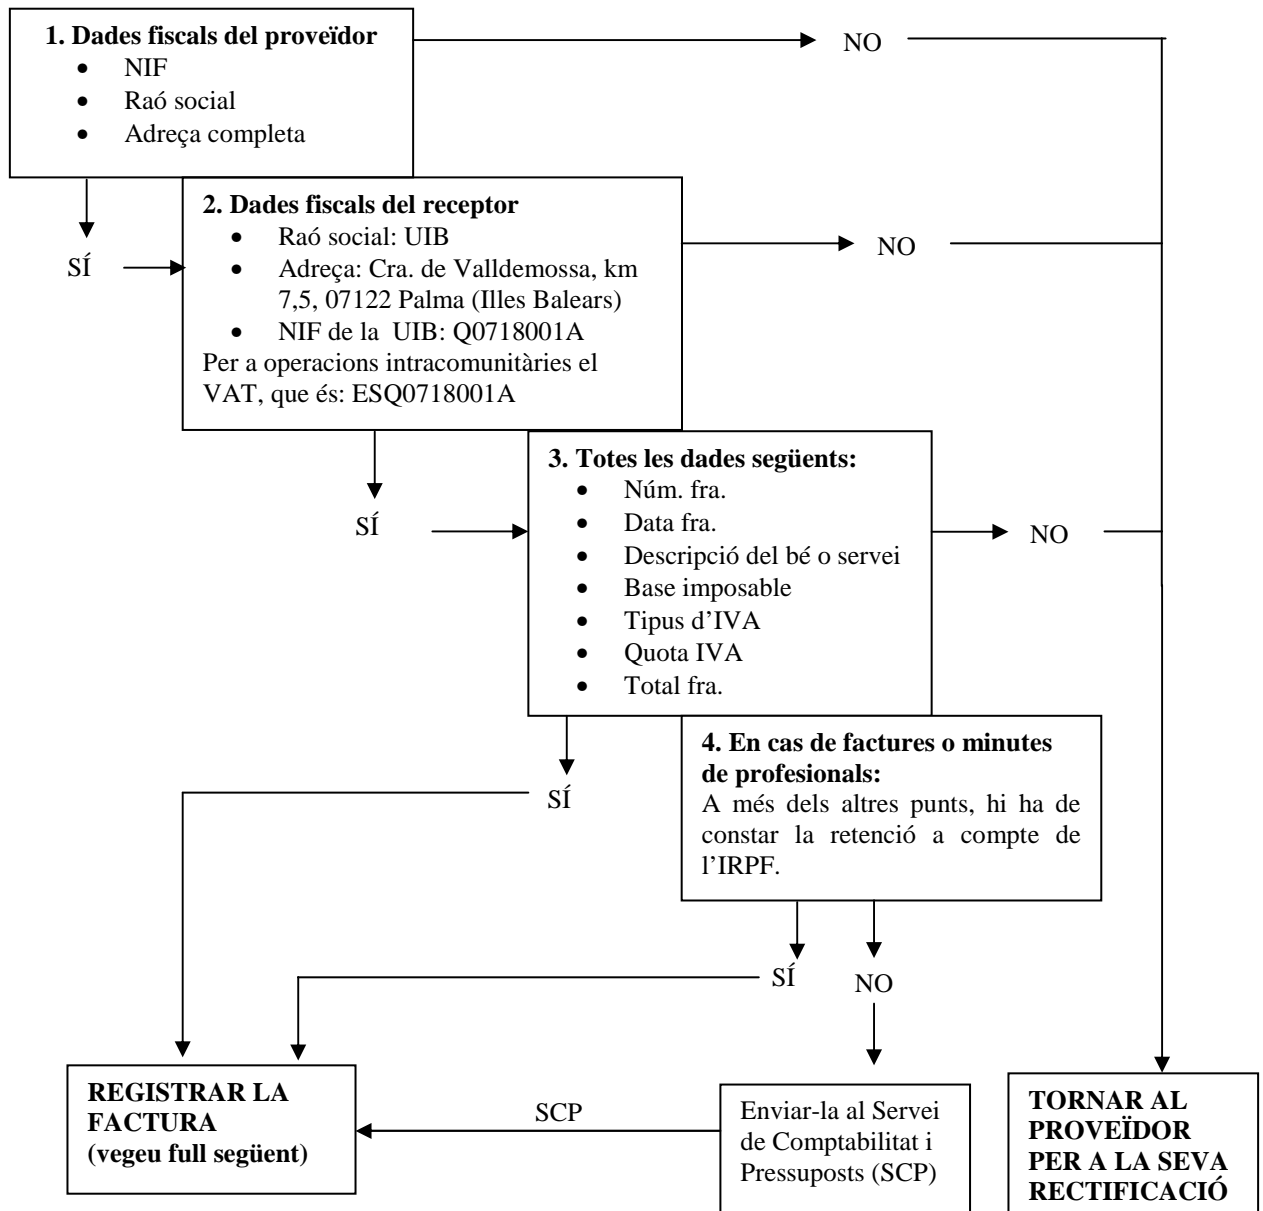 1. Dades fiscals del proveïdor
• NIF
• Raó social
• Adreça completa
NO
SÍ
2. Dades fiscals del receptor
• Raó social: UIB
• Adreça: Cra. de Valldemossa, km
7,5, 07122 Palma (Illes Balears)
• NIF de la UIB: Q0718001A
Per a operacions intracomunitàries el
VAT, que és: ESQ0718001A
NO
SÍ
3. Totes les dades següents:
• Núm. fra.
• Data fra.
• Descripció del bé o servei
• Base imposable
• Tipus d’IVA
• Quota IVA
• Total fra.
NO
SÍ
4. En cas de factures o minutes
de profesionals:
A més dels altres punts, hi ha de
constar la retenció a compte de
l’IRPF.
SÍ
NO
REGISTRAR LA
FACTURA
(vegeu full següent)
SCP
Enviar-la al Servei
de Comptabilitat i
Pressuposts (SCP)
TORNAR AL
PROVEÏDOR
PER A LA SEVA
RECTIFICACIÓ